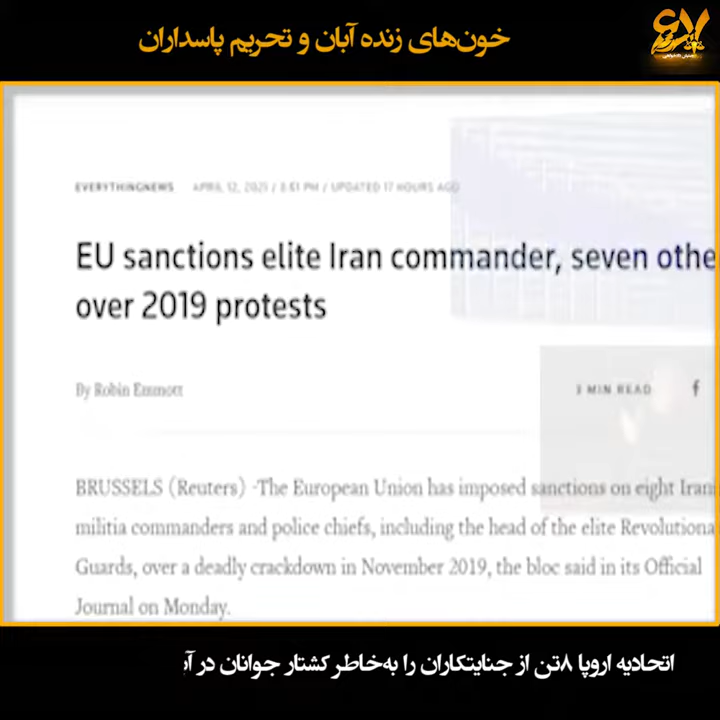 خون‌های زنده آبان و تحریم پاسداران
EVERYTHINGNEWS APRIL 12, 2021 / 3:51 PM / UPDATED 17 HOURS AGO
EU sanctions elite Iran commander, seven othe
over 2019 protests
By Robin Emmott
3 MIN READ
BRUSSELS (Reuters) -The European Union has imposed sanctions on eight Iran
militia commanders and police chiefs, including the head of the elite Revolutiona
Guards, over a deadly crackdown in November 2019, the bloc said in its Official
Journal on Monday.
اتحادیه اروپا ۸تن از جنایتکاران را به‌خاطر کشتار جوانان در آ